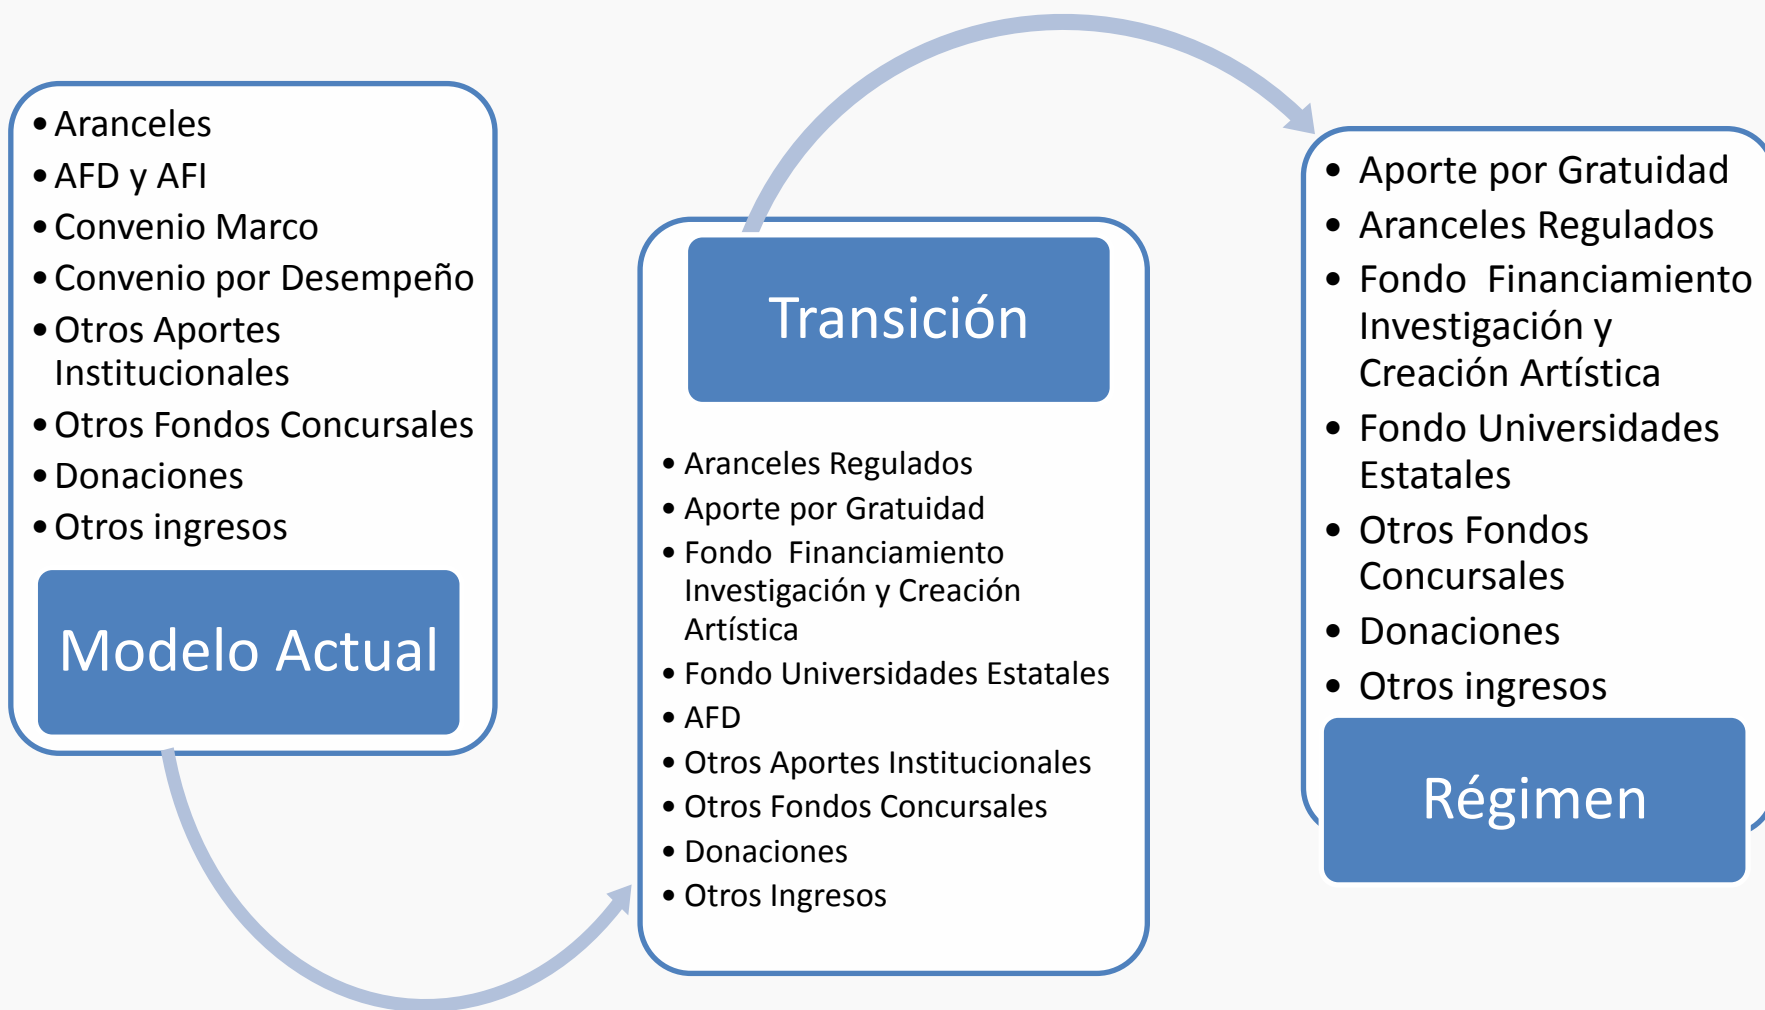 • Aranceles
• AFD y AFI
• Convenio Marco
• Convenio por Desempeño
• Otros Aportes
Institucionales
• Otros Fondos Concursales
• Donaciones
• Otros ingresos
Modelo Actual
Transición
• Aranceles Regulados
• Aporte por Gratuidad
• Fondo Financiamiento
Investigación y Creación
Artística
• Fondo Universidades Estatales
• AFD
• Otros Aportes Institucionales
• Otros Fondos Concursales
• Donaciones
• Otros Ingresos
• Aporte por Gratuidad
• Aranceles Regulados
• Fondo Financiamiento
Investigación y
Creación Artística
• Fondo Universidades
Estatales
• Otros Fondos
Concursales
• Donaciones
• Otros ingresos
Régimen